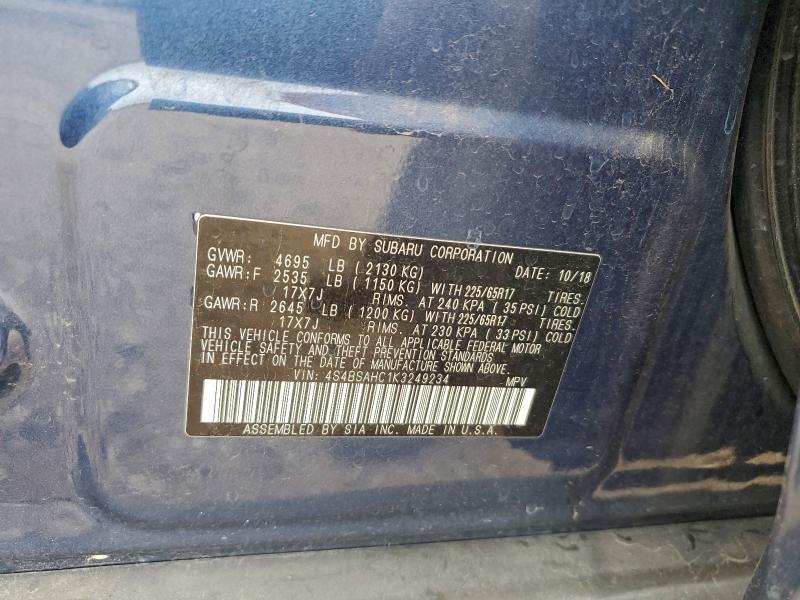 MFD BY SUBARU CORPORATION
GVWR: 4695 LB ( 2130 KG) DATE: 10/18
GAWR:F 2535 LB ( 1150 KG) WITH 225/65R17 TIRES.
17X7J RIMS. AT 240 KPA ( 35 PSI) COLD
GAWR:R 2645 LB ( 1200 KG) WITH 225/65R17 TIRES.
17X7J RIMS. AT 230 KPA ( 33 PSI) COLD
THIS VEHICLE CONFORMS TO ALL APPLICABLE FEDERAL MOTOR
VEHICLE SAFETY AND THEFT PREVENTION STANDARDS
IN EFFECT ON THE DATE OF MANUFACTURE SHOWN ABOVE.
VIN: 4S4BSAHC1K3249234 MPV
ASSEMBLED BY SIA INC. MADE IN U.S.A.